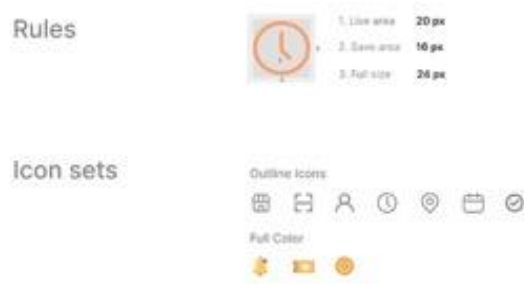 Rules
1. Live area 20 px
2. Save area 16 px
3. Full size 24 px
Icon sets
Outline Icons
Full Color